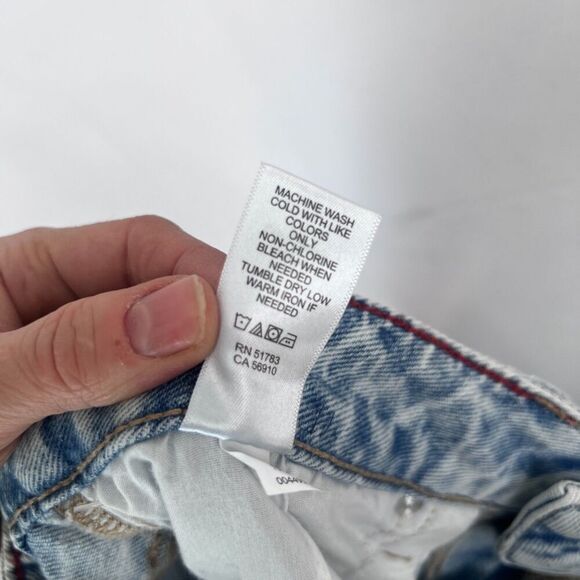 MACHINE WASH
COLD WITH LIKE
COLORS
ONLY
NON-CHLORINE
BLEACH WHEN
NEEDED
TUMBLE DRY LOW
WARM IRON IF
NEEDED
RN 51783
CA 56910